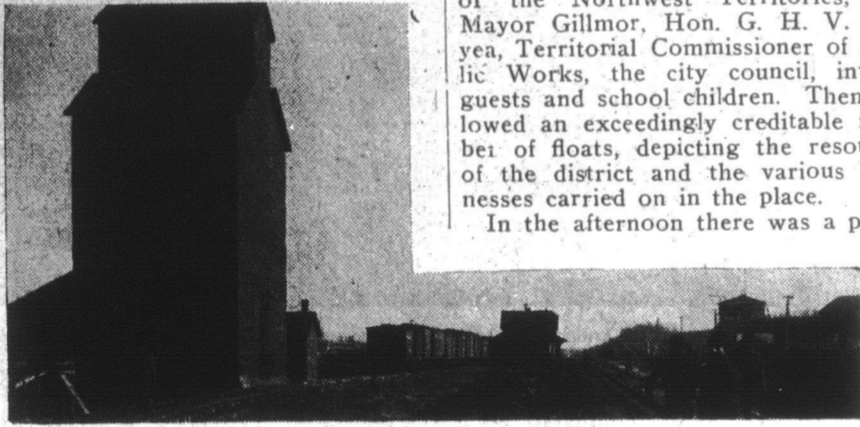 of the Northwest Territories,
Mayor Gillmor, Hon. G. H. V.
yea, Territorial Commissioner of
lic Works, the city council, in
guests and school children. Then
lowed an exceedingly creditable
ber of floats, depicting the reso
of the district and the various
nesses carried on in the place.
In the afternoon there was a p